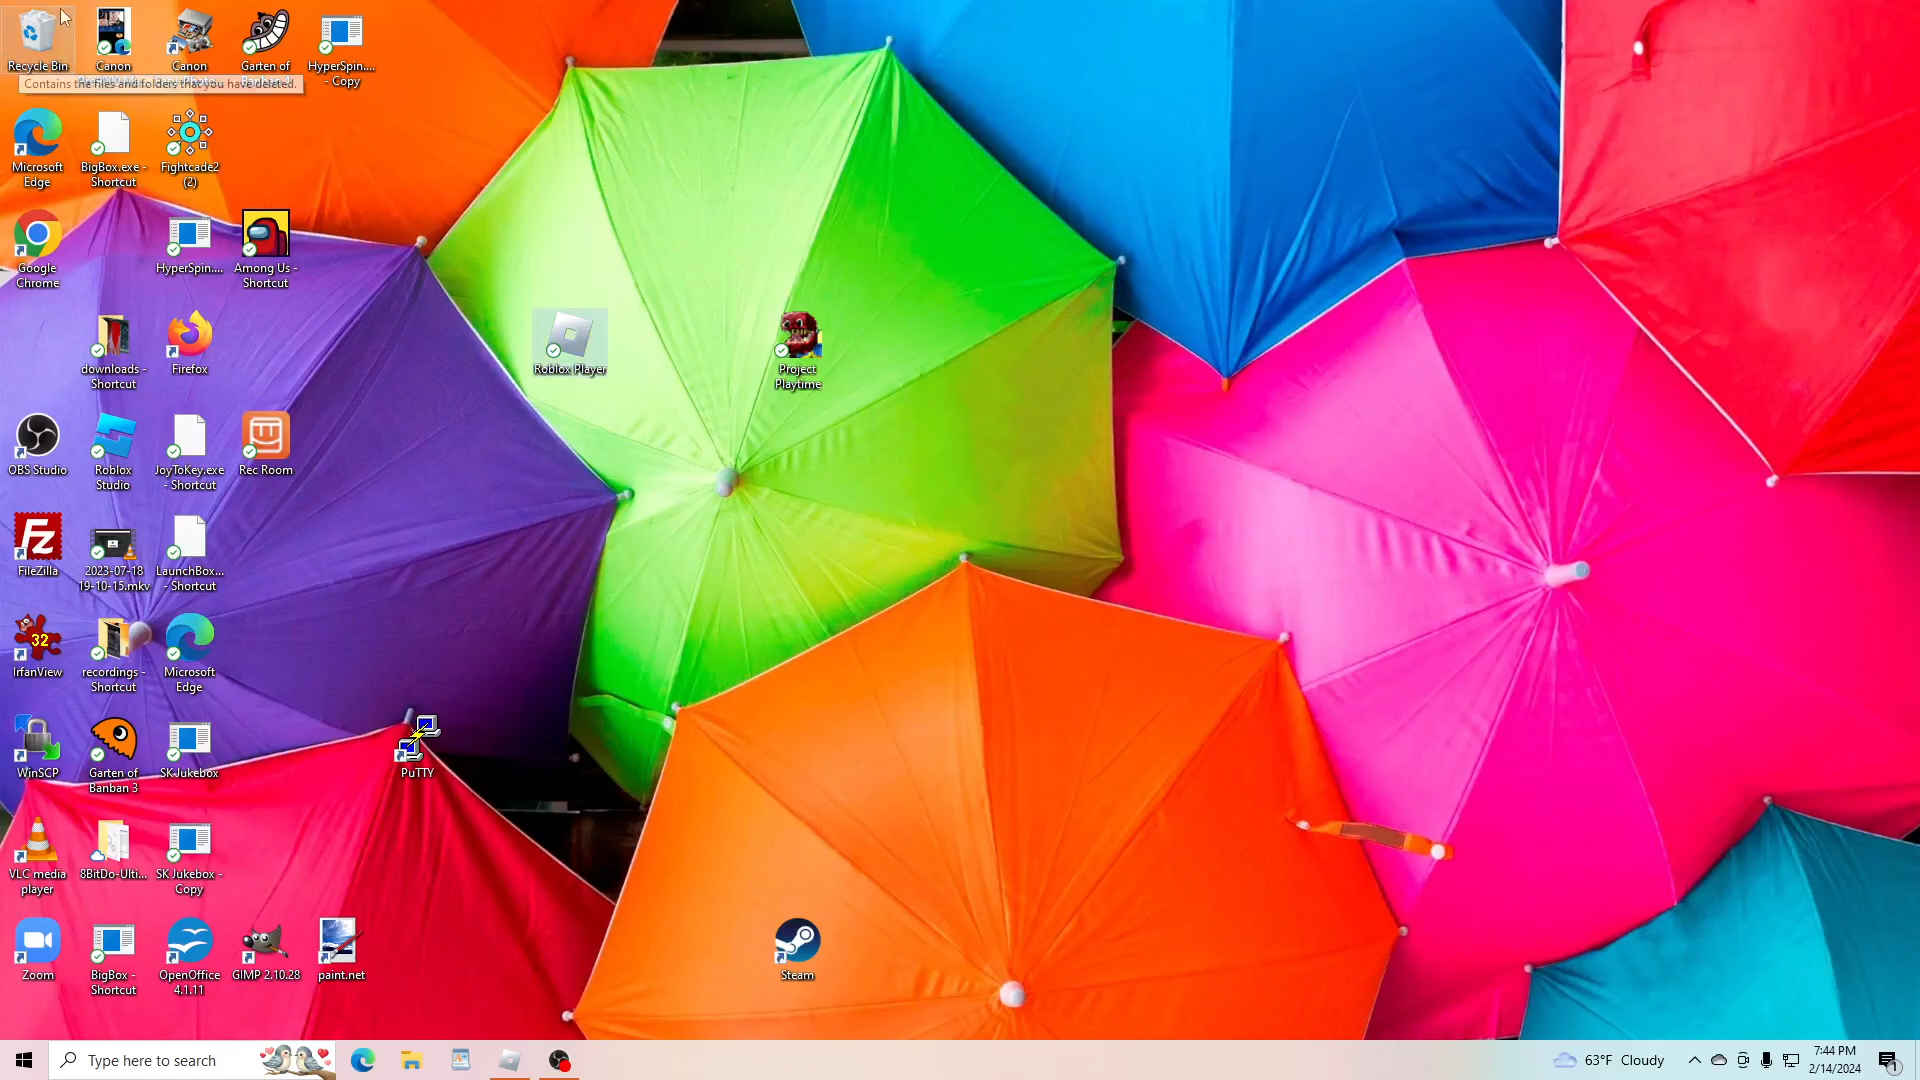 Recycle Bin
Canon
Canon
Garten of
HyperSpin....
- Copy
Contains the files and folders that you have deleted.
Microsoft
Edge
BigBox.exe -
Shortcut
Fightcade2
(2)
Google
Chrome
HyperSpin....
Among Us -
Shortcut
downloads -
Shortcut
Firefox
Roblox Player
Project
Playtime
OBS Studio
Roblox
Studio
JoyToKey.exe
- Shortcut
Rec Room
FileZilla
2023-07-18
19-10-15.mkv
LaunchBox...
- Shortcut
32
IrfanView
recordings -
Shortcut
Microsoft
Edge
WinSCP
Garten of
Banban 3
SK Jukebox
PuTTY
VLC media
player
8BitDo-Ulti...
SK Jukebox -
Copy
Zoom
BigBox -
Shortcut
OpenOffice
4.1.11
GIMP 2.10.28
paint.net
Steam
Type here to search
63°F Cloudy
7:44 PM
2/14/2024
1